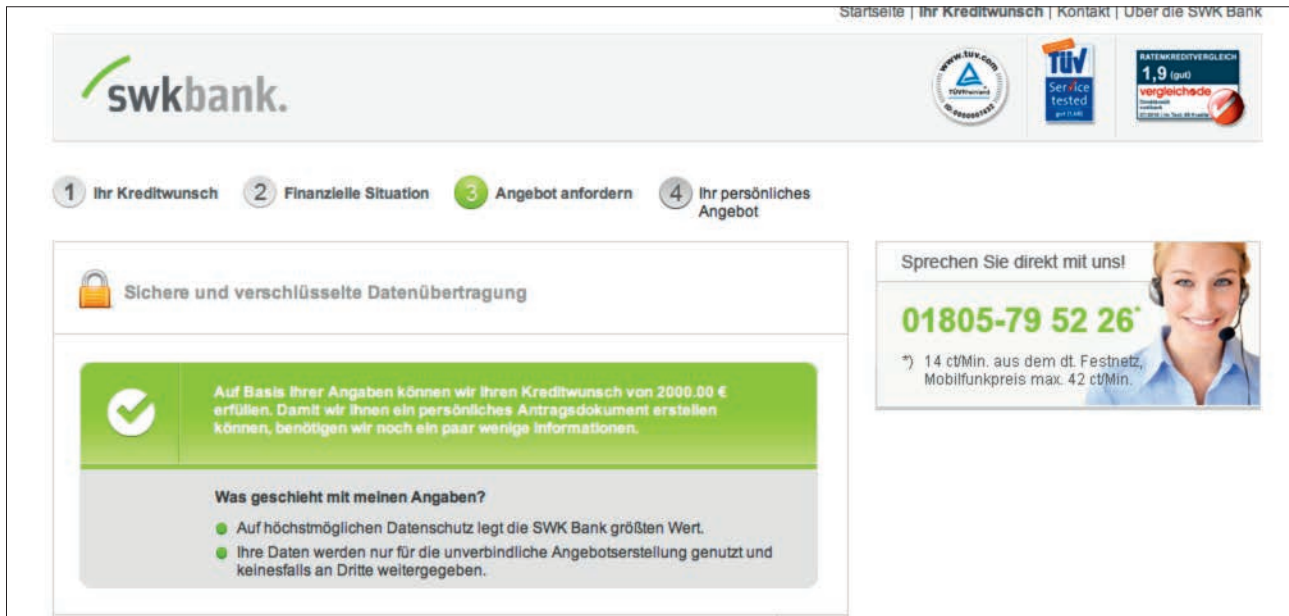 Startseite | Ihr Kreditwunsch | Kontakt | Über die SWK Bank
swkbank.
www.tuv.com
TÜVRheinland
TÜV
Service
tested
gut (1,68)
RATENKREDITVERGLEICH
1,9 (gut)
vergleich.de
1 Ihr Kreditwunsch 2 Finanzielle Situation 3 Angebot anfordern 4 Ihr persönliches
Angebot
Sichere und verschlüsselte Datenübertragung
Auf Basis Ihrer Angaben können wir Ihren Kreditwunsch von 2000.00 €
erfüllen. Damit wir Ihnen ein persönliches Antragsdokument erstellen
können, benötigen wir noch ein paar wenige Informationen.
Was geschieht mit meinen Angaben?
Auf höchstmöglichen Datenschutz legt die SWK Bank größten Wert.
Ihre Daten werden nur für die unverbindliche Angebotserstellung genutzt und
keinesfalls an Dritte weitergegeben.
Sprechen Sie direkt mit uns!
01805-79 52 26*
*) 14 ct/Min. aus dem dt. Festnetz,
Mobilfunkpreis max. 42 ct/Min.